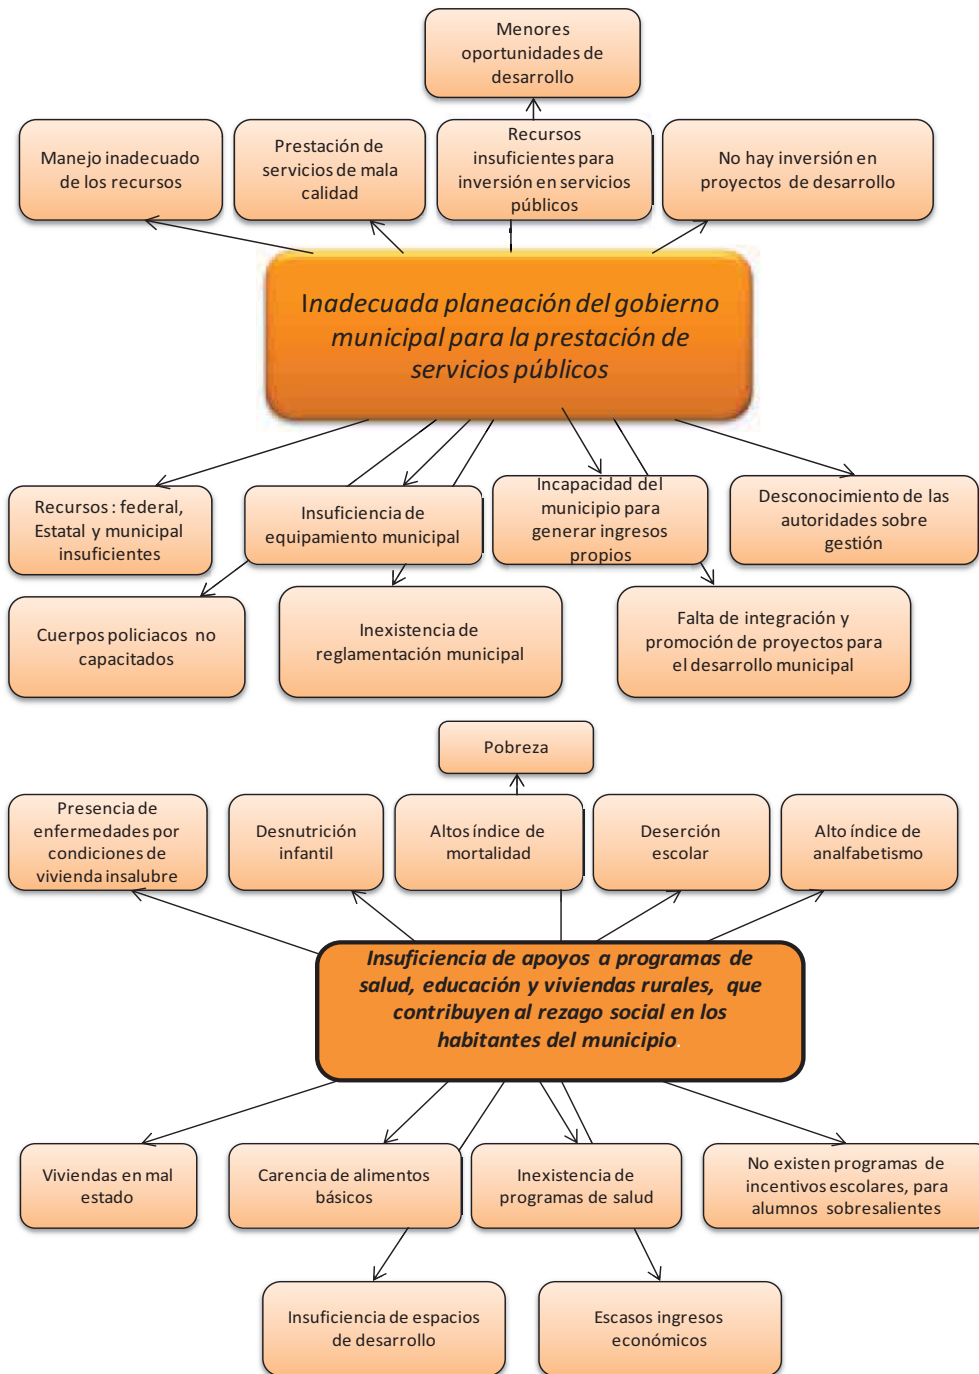 Menores
oportunidades de
desarrollo
Manejo inadecuado
de los recursos
Prestación de
servicios de mala
calidad
Recursos
insuficientes para
inversión en servicios
públicos
No hay inversión en
proyectos de desarrollo
Inadecuada planeación del gobierno
municipal para la prestación de
servicios públicos
Recursos : federal,
Estatal y municipal
insuficientes
Insuficiencia de
equipamiento municipal
Incapacidad del
municipio para
generar ingresos
propios
Desconocimiento de las
autoridades sobre
gestión
Cuerpos policiacos no
capacitados
Inexistencia de
reglamentación municipal
Falta de integración y
promoción de proyectos para
el desarrollo municipal
Pobreza
Presencia de
enfermedades por
condiciones de
vivienda insalubre
Desnutrición
infantil
Altos índice de
mortalidad
Deserción
escolar
Alto índice de
analfabetismo
Insuficiencia de apoyos a programas de
salud, educación y viviendas rurales, que
contribuyen al rezago social en los
habitantes del municipio.
Viviendas en mal
estado
Carencia de alimentos
básicos
Inexistencia de
programas de salud
No existen programas de
incentivos escolares, para
alumnos sobresalientes
Insuficiencia de espacios
de desarrollo
Escasos ingresos
económicos